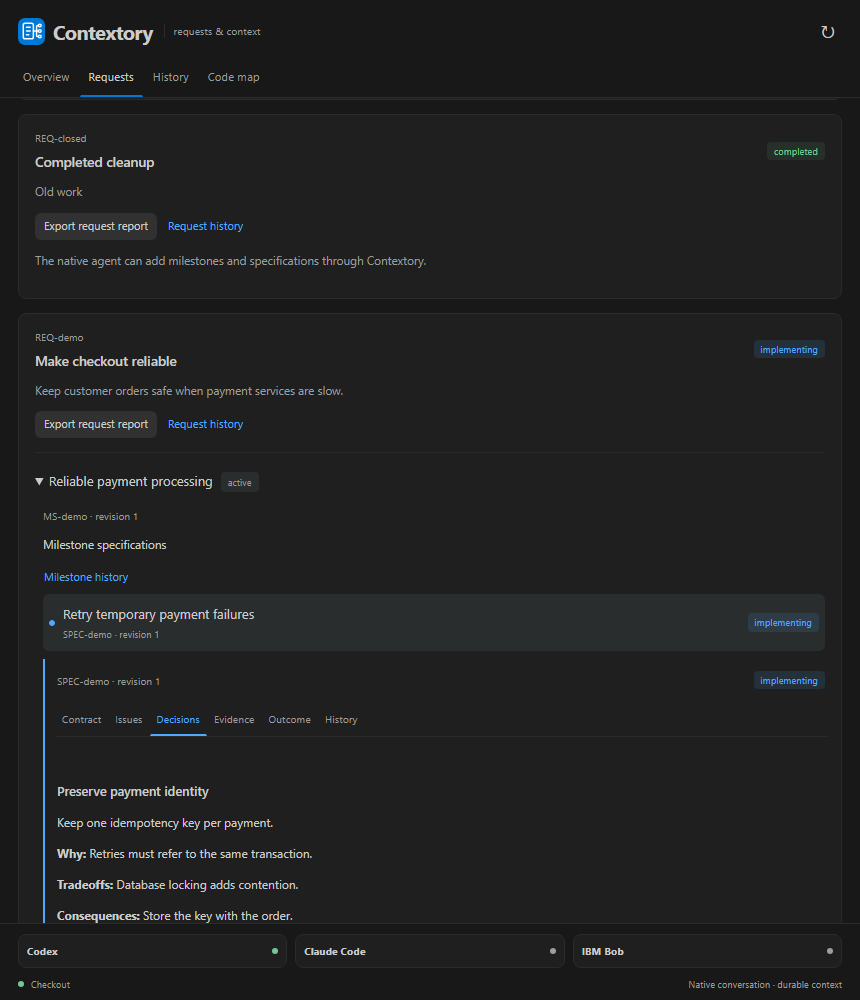 Contextory
requests & context
↻
Overview Requests History Code map
REQ-closed
Completed cleanup
completed
Old work
Export request report Request history
The native agent can add milestones and specifications through Contextory.
REQ-demo
Make checkout reliable
implementing
Keep customer orders safe when payment services are slow.
Export request report Request history
▼ Reliable payment processing active
MS-demo · revision 1
Milestone specifications
Milestone history
Retry temporary payment failures
SPEC-demo · revision 1
implementing
SPEC-demo · revision 1
implementing
Contract Issues Decisions Evidence Outcome History
Preserve payment identity
Keep one idempotency key per payment.
Why: Retries must refer to the same transaction.
Tradeoffs: Database locking adds contention.
Consequences: Store the key with the order.
Codex Claude Code IBM Bob
Checkout
Native conversation · durable context